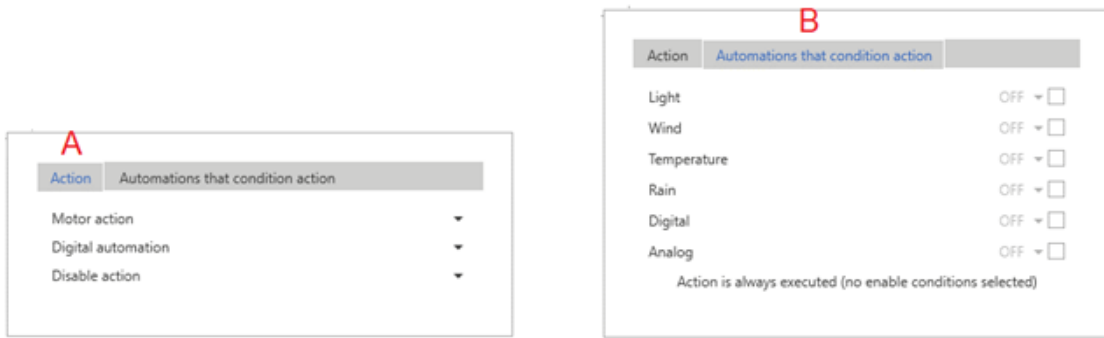 A
Action Automations that condition action
Motor action
Digital automation
Disable action
B
Action Automations that condition action
Light OFF
Wind OFF
Temperature OFF
Rain OFF
Digital OFF
Analog OFF
Action is always executed (no enable conditions selected)